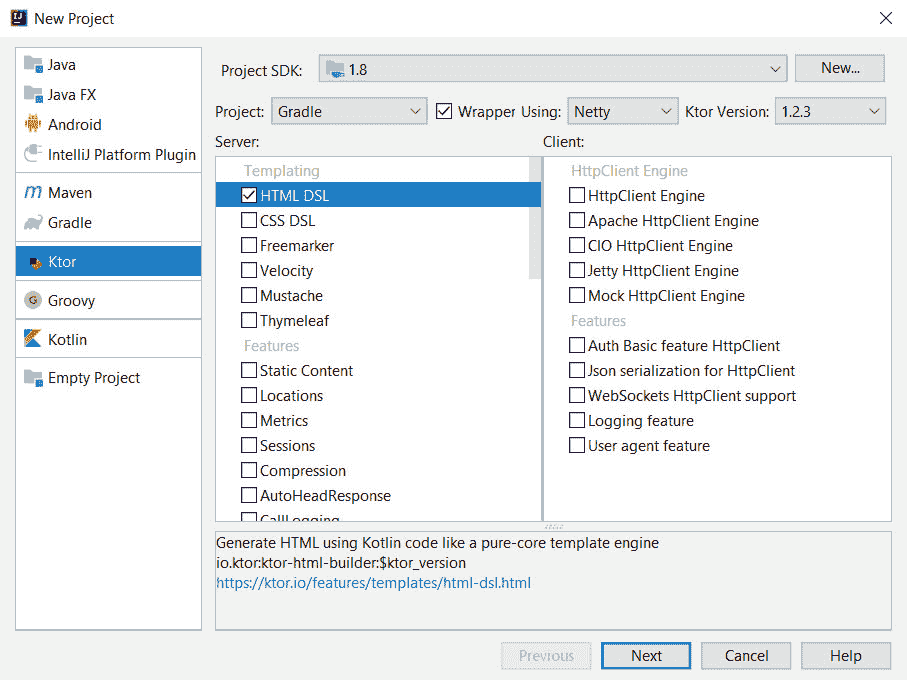 New Project
Java
Java FX
Android
IntelliJ Platform Plugin
Maven
Gradle
Ktor
Groovy
Kotlin
Empty Project
Project SDK: 1.8 New...
Project: Gradle Wrapper Using: Netty Ktor Version: 1.2.3
Server: Client:
Templating
HTML DSL
CSS DSL
Freemarker
Velocity
Mustache
Thymeleaf
Features
Static Content
Locations
Metrics
Sessions
Compression
AutoHeadResponse
CallLogging
HttpClient Engine
HttpClient Engine
Apache HttpClient Engine
CIO HttpClient Engine
Jetty HttpClient Engine
Mock HttpClient Engine
Features
Auth Basic feature HttpClient
Json serialization for HttpClient
WebSockets HttpClient support
Logging feature
User agent feature
Generate HTML using Kotlin code like a pure-core template engine
io.ktor:ktor-html-builder:$ktor_version
https://ktor.io/features/templates/html-dsl.html
Previous Next Cancel Help